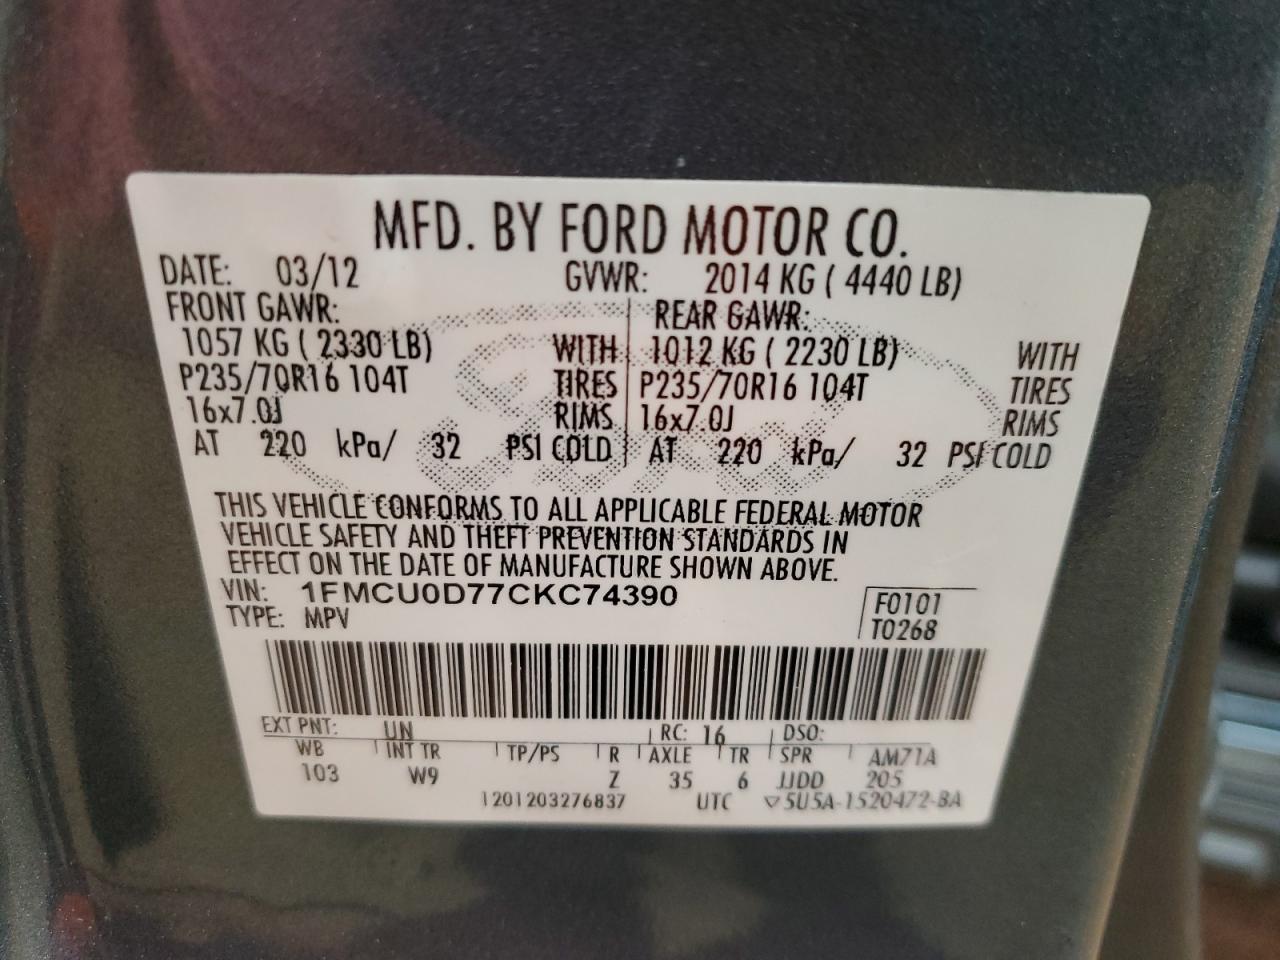 MFD. BY FORD MOTOR CO.
DATE: 03/12 GVWR: 2014 KG ( 4440 LB)
FRONT GAWR: REAR GAWR:
1057 KG ( 2330 LB) WITH 1012 KG ( 2230 LB) WITH
P235/70R16 104T TIRES P235/70R16 104T TIRES
16x7.0J RIMS 16x7.0J RIMS
AT 220 kPa/ 32 PSI COLD AT 220 kPa/ 32 PSI COLD
THIS VEHICLE CONFORMS TO ALL APPLICABLE FEDERAL MOTOR
VEHICLE SAFETY AND THEFT PREVENTION STANDARDS IN
EFFECT ON THE DATE OF MANUFACTURE SHOWN ABOVE.
VIN: 1FMCU0D77CKC74390 F0101
TYPE: MPV T0268
EXT PNT: UN RC: 16 DSO:
WB INT TR TP/PS R AXLE TR SPR AM71A
103 W9 Z 35 6 JJDD 205
1201203276837 UTC ▽5U5A-1520472-BA